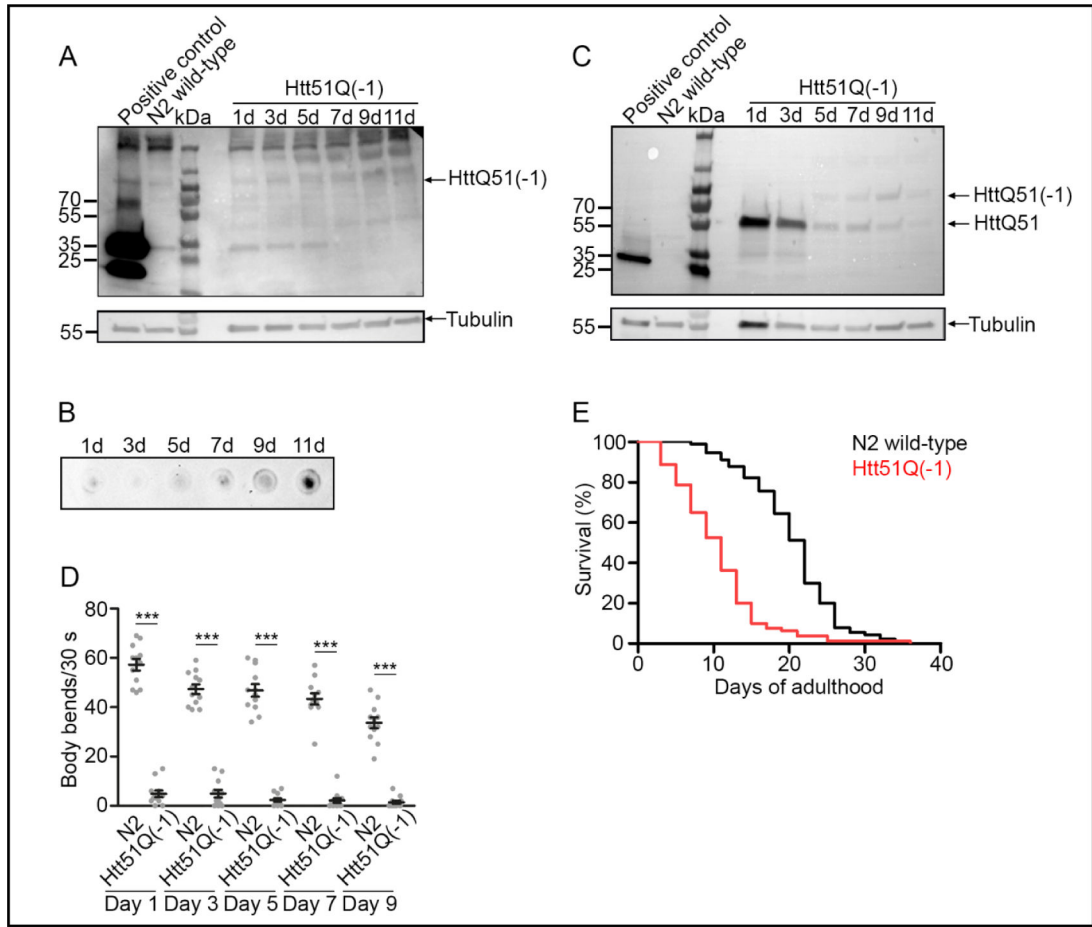 A
Positive control
N2 wild-type
kDa
Htt51Q(-1)
1d 3d 5d 7d 9d 11d
70
55
35
25
HttQ51(-1)
55
Tubulin
C
Positive control
N2 wild-type
kDa
Htt51Q(-1)
1d 3d 5d 7d 9d 11d
70
55
35
25
HttQ51(-1)
HttQ51
55
Tubulin
B
1d 3d 5d 7d 9d 11d
D
Body bends/30 s
80
60
40
20
0
*** *** *** *** ***
N2 Htt51Q(-1) N2 Htt51Q(-1) N2 Htt51Q(-1) N2 Htt51Q(-1) N2 Htt51Q(-1)
Day 1 Day 3 Day 5 Day 7 Day 9
E
N2 wild-type
Htt51Q(-1)
Survival (%)
100
80
60
40
20
0
0 10 20 30 40
Days of adulthood